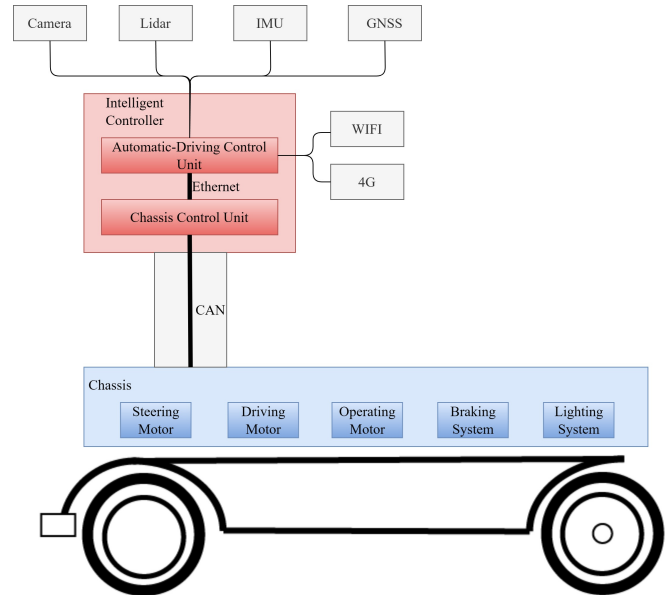 Camera
Lidar
IMU
GNSS
Intelligent
Controller
WIFI
Automatic-Driving Control
Unit
4G
Ethernet
Chassis Control Unit
CAN
Chassis
Steering
Motor
Driving
Motor
Operating
Motor
Braking
System
Lighting
System